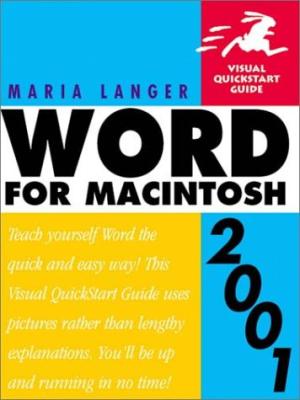 VISUAL
QUICKSTART
GUIDE
MARIA LANGER
WORD
FOR MACINTOSH
2001
Teach yourself Word the
quick and easy way! This
Visual QuickStart Guide uses
pictures rather than lengthy
explanations. You'll be up
and running in no time!